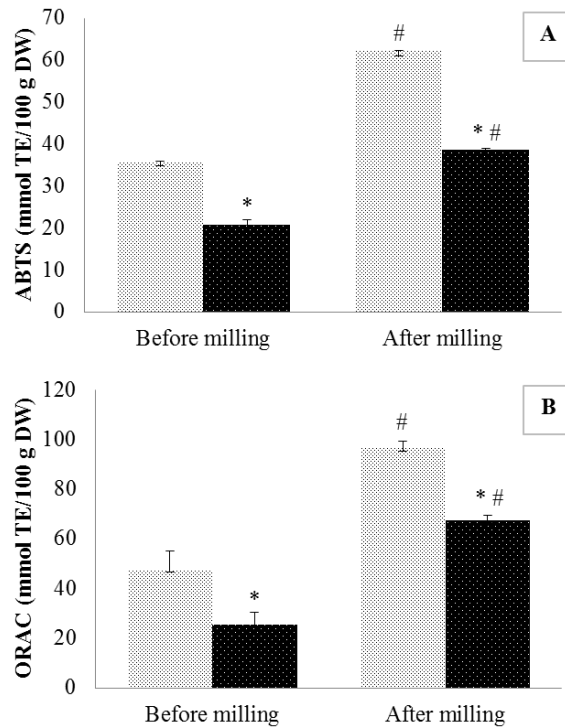 ABTS (mmol TE/100 g DW)
70
60
50
40
30
20
10
0
A
#
*
* #
Before milling
After milling
ORAC (mmol TE/100 g DW)
120
100
80
60
40
20
0
B
#
*
* #
Before milling
After milling